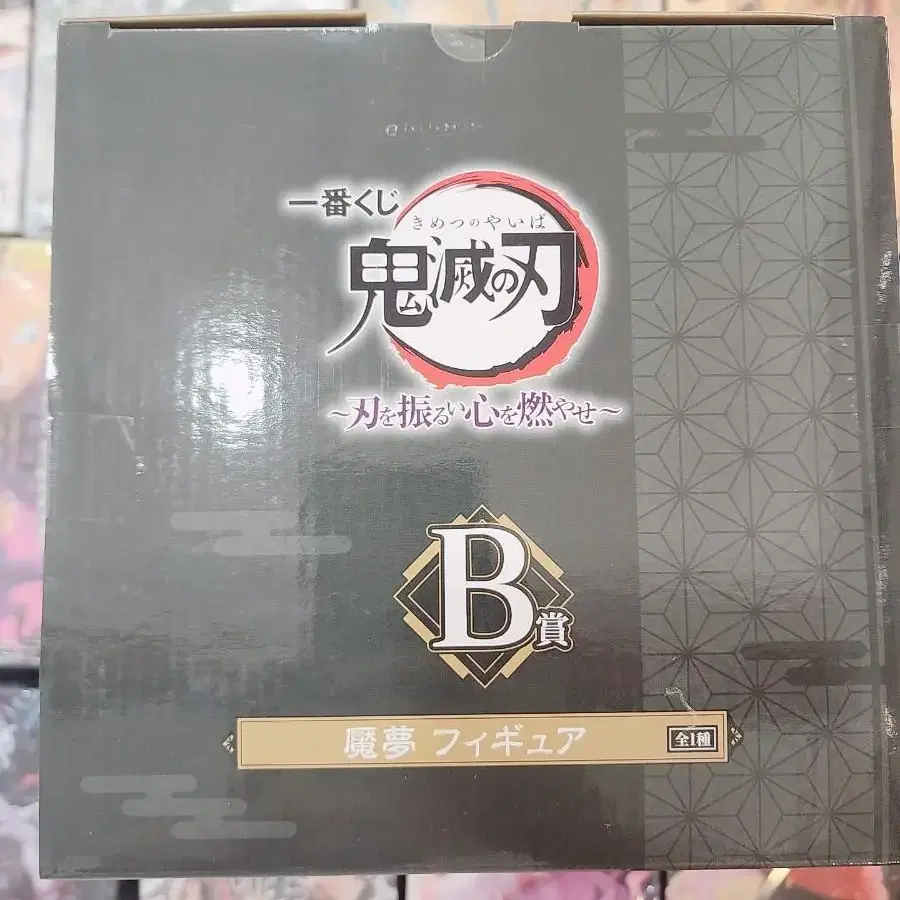 一番くじ
きめつのやいば
鬼滅の刃
～刃を振るい心を燃やせ～
B賞
魘夢 フィギュア
全1種